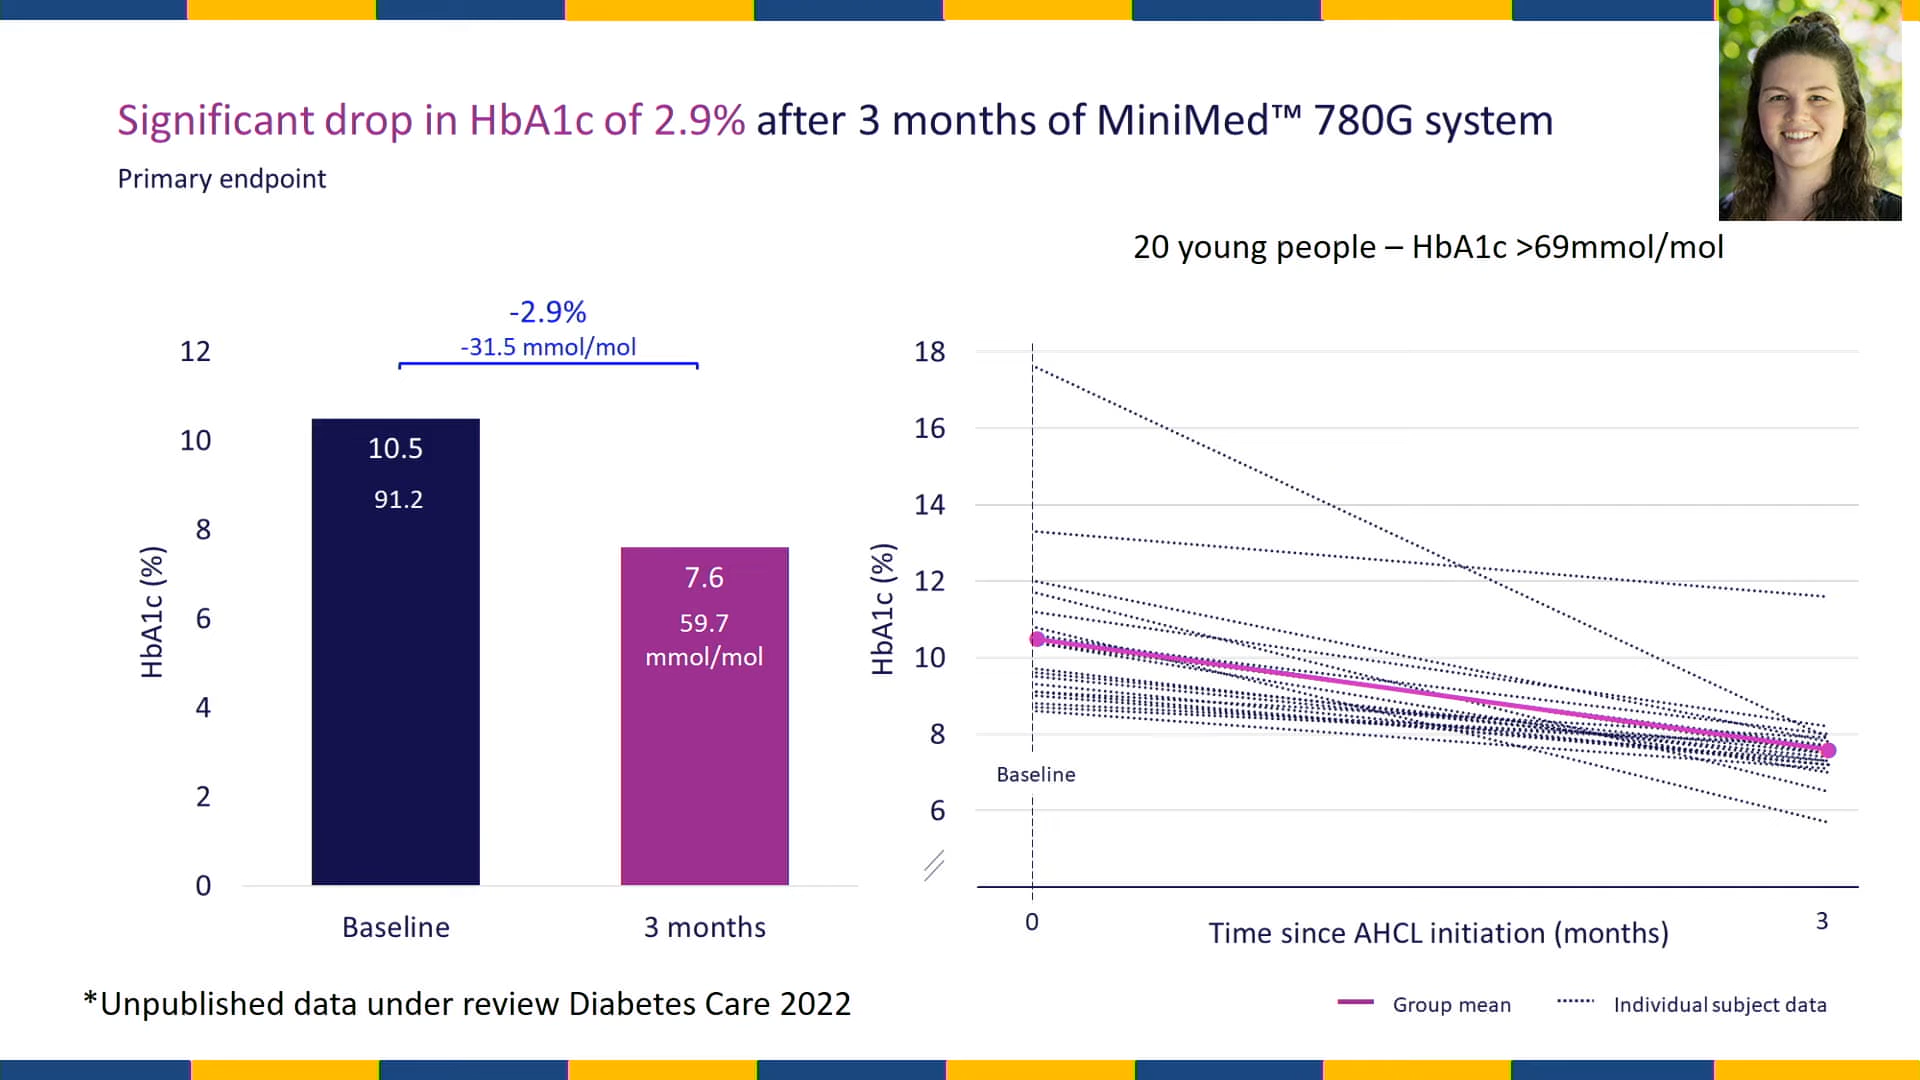 Significant drop in HbA1c of 2.9% after 3 months of MiniMed™ 780G system
Primary endpoint
20 young people – HbA1c >69mmol/mol
-2.9%
-31.5 mmol/mol
HbA1c (%)
12
10
8
6
4
2
0
10.5
91.2
7.6
59.7
mmol/mol
Baseline
3 months
HbA1c (%)
18
16
14
12
10
8
6
Baseline
0
3
Time since AHCL initiation (months)
*Unpublished data under review Diabetes Care 2022
Group mean
Individual subject data